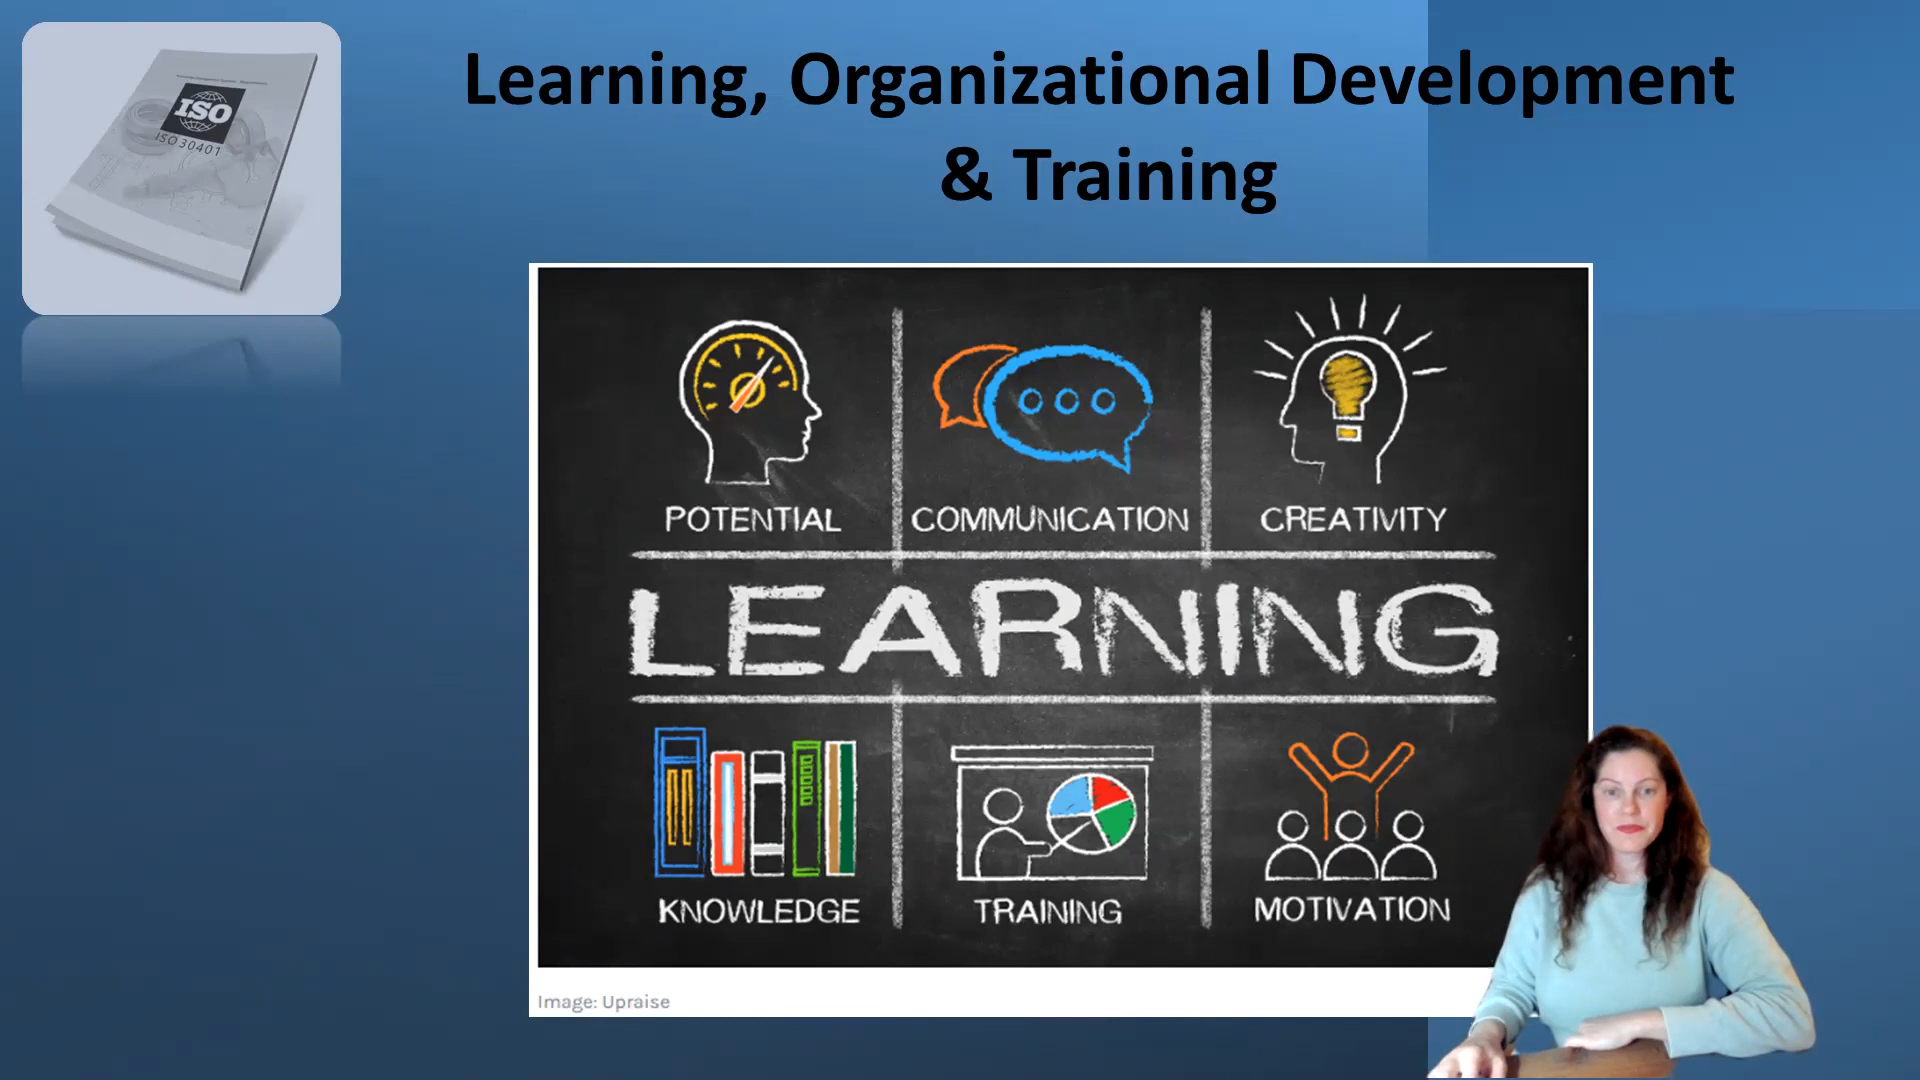 Learning, Organizational Development
& Training
ISO
ISO 30401
POTENTIAL
COMMUNICATION
CREATIVITY
LEARNING
KNOWLEDGE
TRAINING
MOTIVATION
Image: Upraise